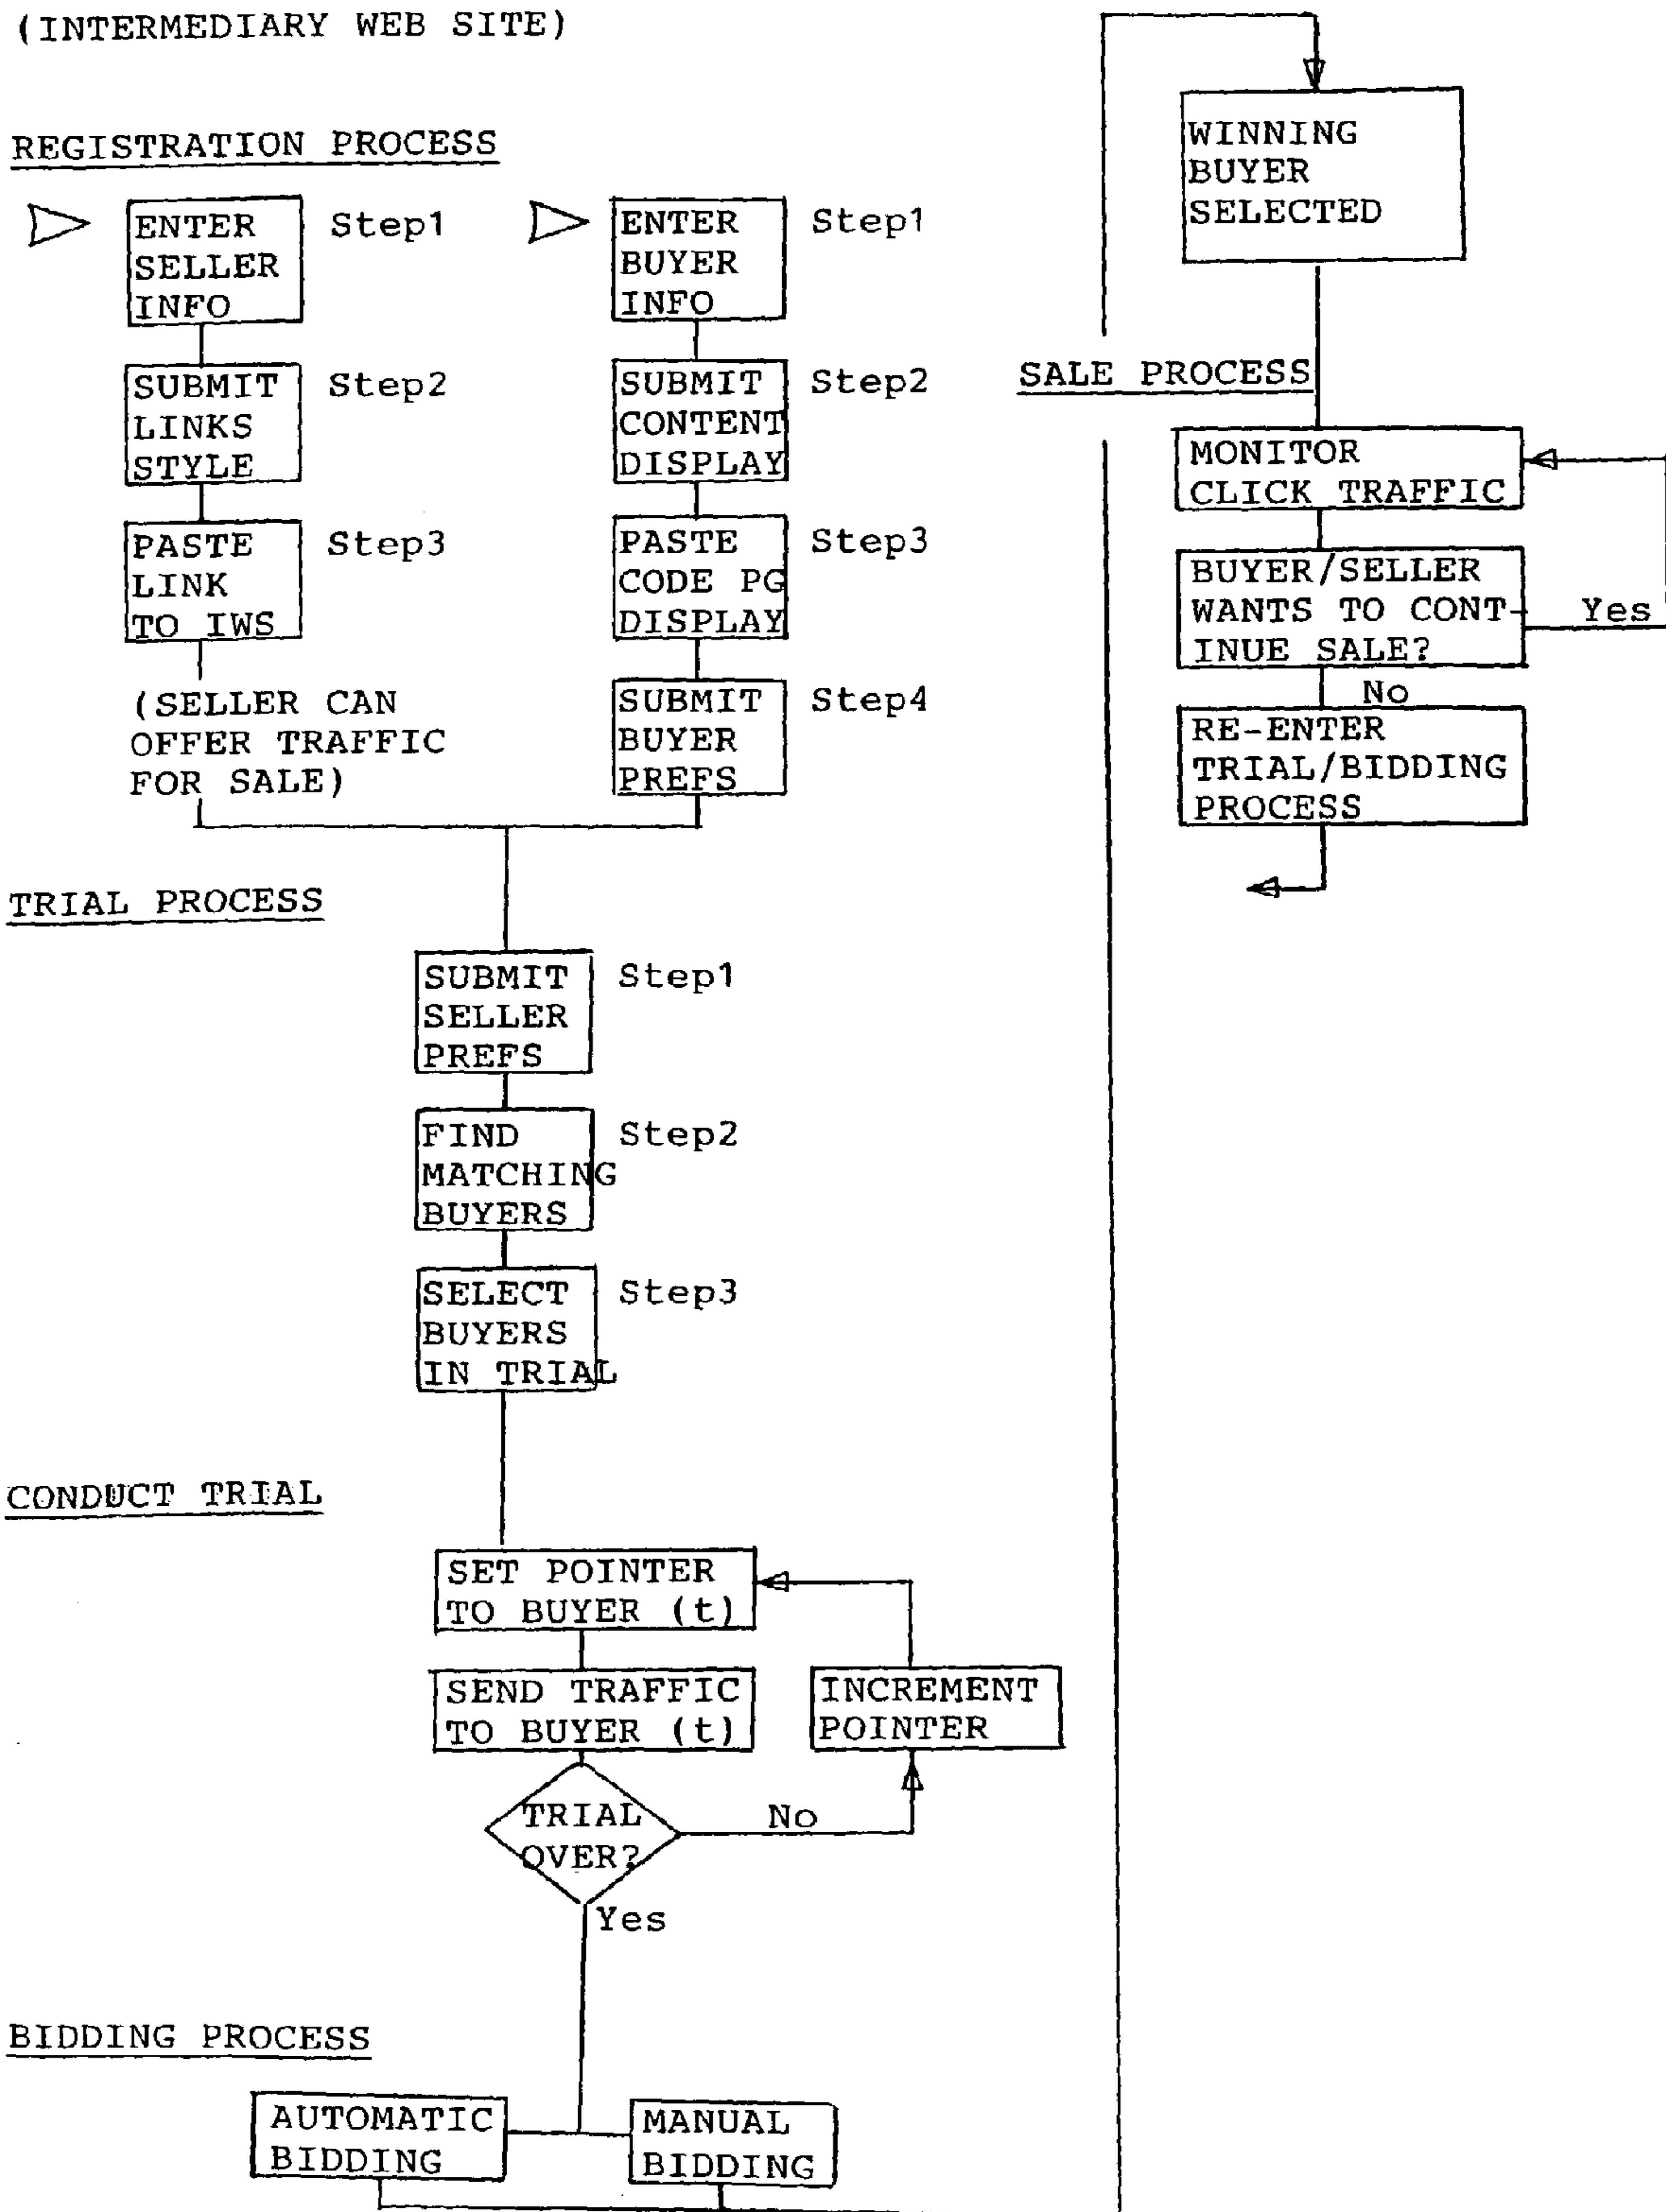 (INTERMEDIARY WEB SITE)
REGISTRATION PROCESS
ENTER
SELLER
INFO
Step1
SUBMIT
LINKS
STYLE
Step2
PASTE
LINK
TO IWS
Step3
(SELLER CAN
OFFER TRAFFIC
FOR SALE)
ENTER
BUYER
INFO
Step1
SUBMIT
CONTENT
DISPLAY
Step2
PASTE
CODE PG
DISPLAY
Step3
SUBMIT
BUYER
PREFS
Step4
TRIAL PROCESS
SUBMIT
SELLER
PREFS
Step1
FIND
MATCHING
BUYERS
Step2
SELECT
BUYERS
IN TRIAL
Step3
CONDUCT TRIAL
SET POINTER
TO BUYER (t)
SEND TRAFFIC
TO BUYER (t)
INCREMENT
POINTER
TRIAL
OVER?
No
Yes
BIDDING PROCESS
AUTOMATIC
BIDDING
MANUAL
BIDDING
WINNING
BUYER
SELECTED
SALE PROCESS
MONITOR
CLICK TRAFFIC
BUYER/SELLER
WANTS TO CONT-
INUE SALE?
Yes
No
RE-ENTER
TRIAL/BIDDING
PROCESS